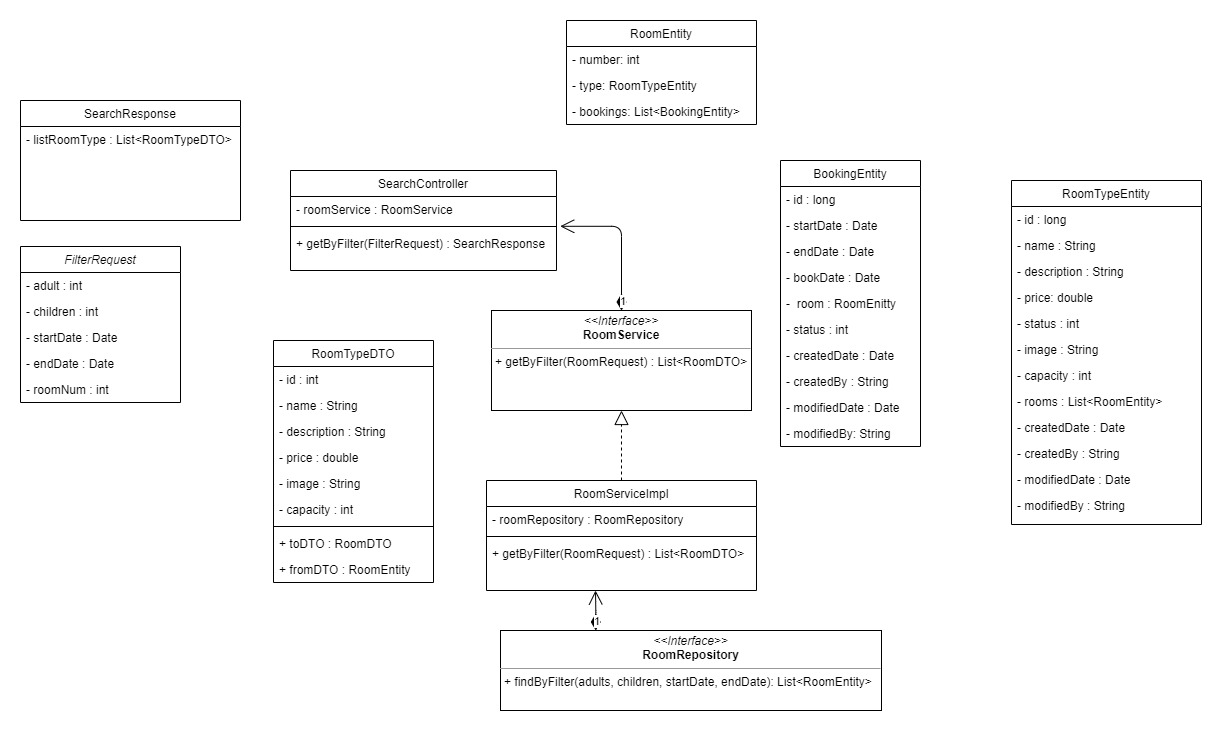 RoomEntity
- number: int
- type: RoomTypeEntity
- bookings: List<BookingEntity>
SearchResponse
- listRoomType : List<RoomTypeDTO>
SearchController
- roomService : RoomService
+ getByFilter(FilterRequest) : SearchResponse
BookingEntity
- id : long
- startDate : Date
- endDate : Date
- bookDate : Date
- room : RoomEnitty
- status : int
- createdDate : Date
- createdBy : String
- modifiedDate : Date
- modifiedBy: String
RoomTypeEntity
- id : long
- name : String
- description : String
- price: double
- status : int
- image : String
- capacity : int
- rooms : List<RoomEntity>
- createdDate : Date
- createdBy : String
- modifiedDate : Date
- modifiedBy : String
FilterRequest
- adult : int
- children : int
- startDate : Date
- endDate : Date
- roomNum : int
1
<<Interface>>
RoomService
+ getByFilter(RoomRequest) : List<RoomDTO>
RoomTypeDTO
- id : int
- name : String
- description : String
- price : double
- image : String
- capacity : int
+ toDTO : RoomDTO
+ fromDTO : RoomEntity
RoomServiceImpl
- roomRepository : RoomRepository
+ getByFilter(RoomRequest) : List<RoomDTO>
1
<<Interface>>
RoomRepository
+ findByFilter(adults, children, startDate, endDate): List<RoomEntity>